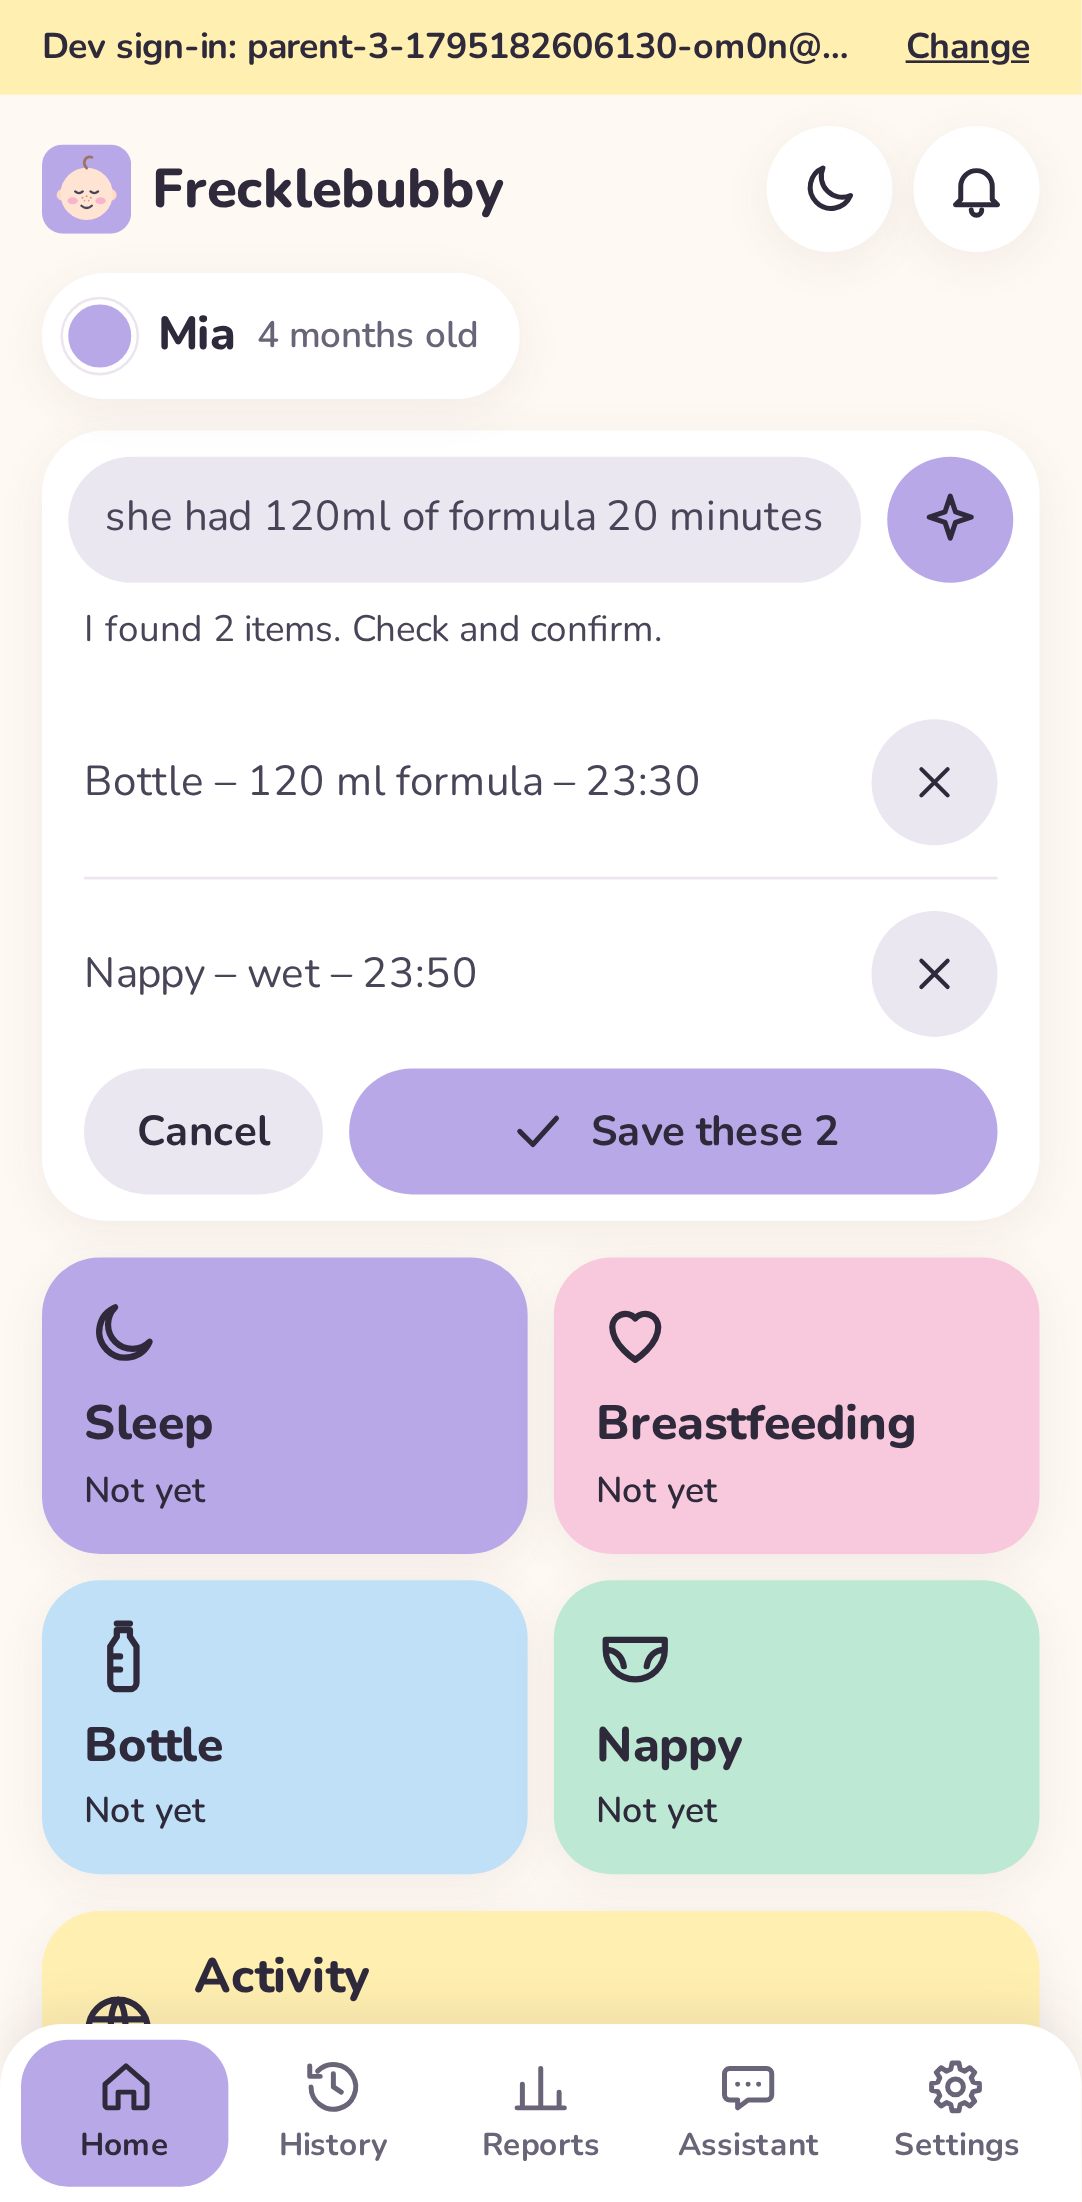 Dev sign-in: parent-3-1795182606130-om0n@... Change
Frecklebubby
Mia 4 months old
she had 120ml of formula 20 minutes
I found 2 items. Check and confirm.
Bottle – 120 ml formula – 23:30
Nappy – wet – 23:50
Cancel
Save these 2
Sleep
Not yet
Breastfeeding
Not yet
Bottle
Not yet
Nappy
Not yet
Activity
Home
History
Reports
Assistant
Settings